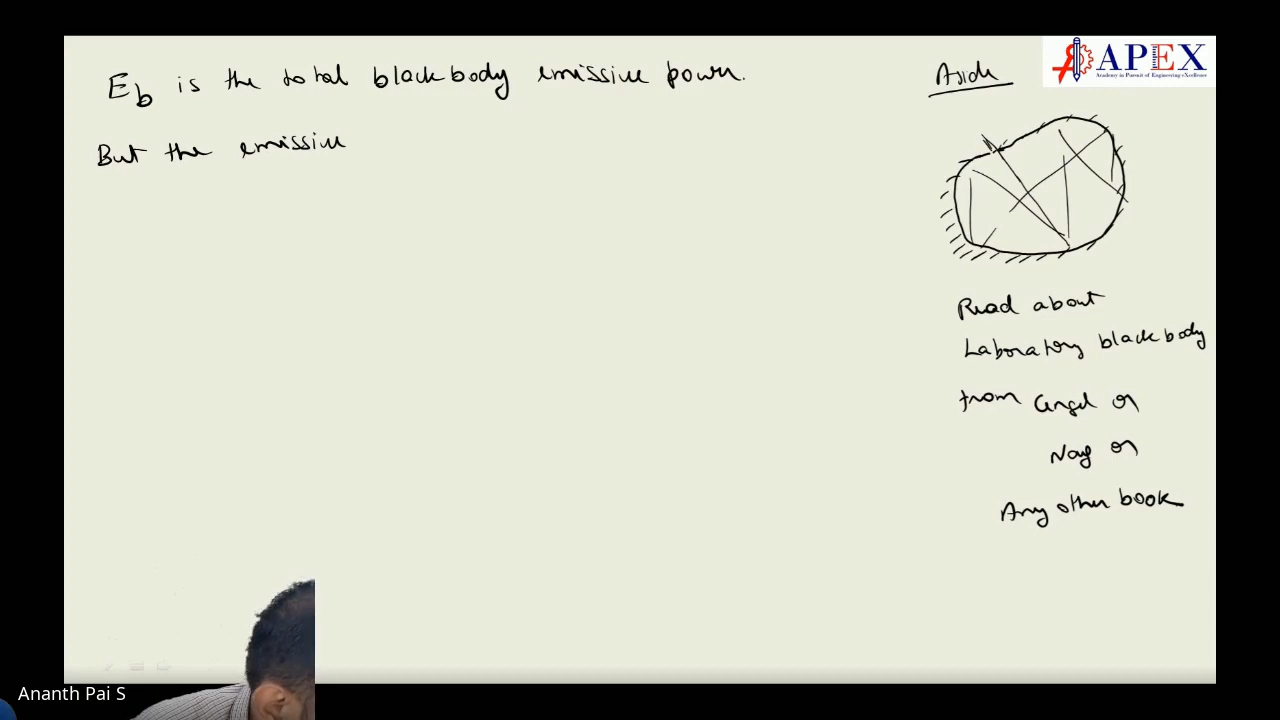 E_b is the total blackbody emissive power.
But the emissive
Aside
APEX
Academy in Pursuit of Engineering eXcellence
Read about
Laboratory blackbody
from Cengel or
Nag or
Any other book
Ananth Pai S